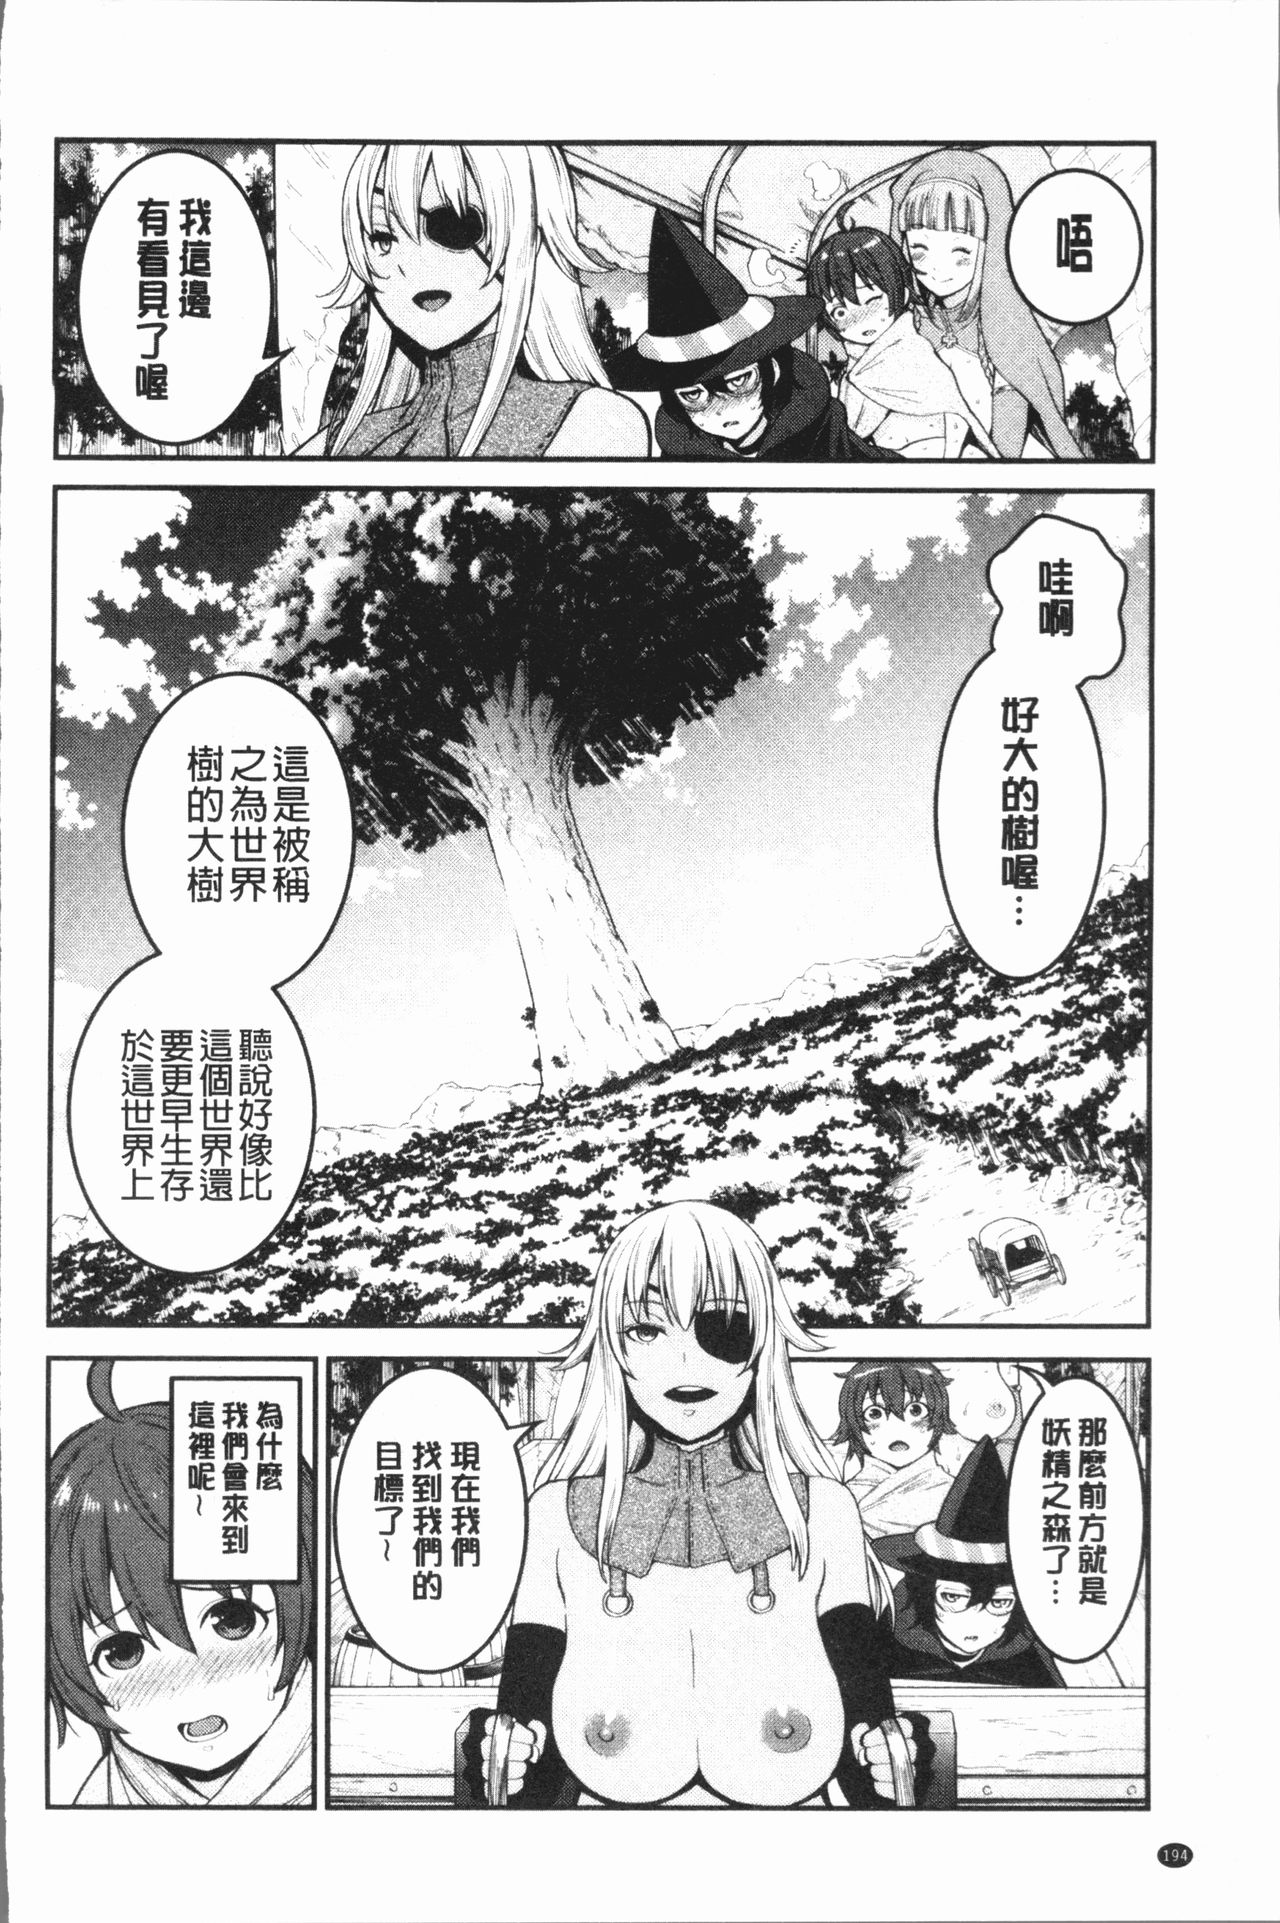 唔
我這邊
有看見了喔
哇啊
好大的樹喔…
這是被稱
之為世界
樹的大樹
聽說好像比
這個世界還
要更早生存
於這世界上
那麼前方就是
妖精之森了…
現在我們
找到我們的
目標了~
為什麼
我們會來到
這裡呢~
194